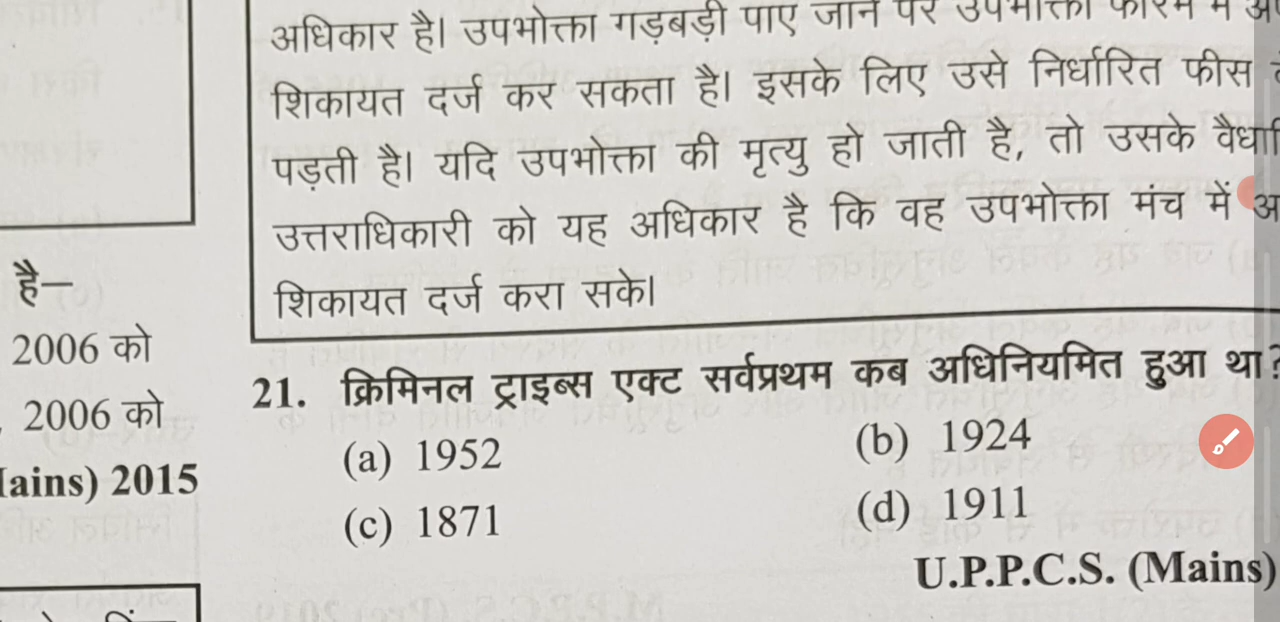 अधिकार है। उपभोक्ता गड़बड़ी पाए जाने पर उपभोक्ता फोरम में
शिकायत दर्ज कर सकता है। इसके लिए उसे निर्धारित फीस
पड़ती है। यदि उपभोक्ता की मृत्यु हो जाती है, तो उसके
उत्तराधिकारी को यह अधिकार है कि वह उपभोक्ता मंच में
शिकायत दर्ज करा सके।
है–
2006 को
2006 को
Mains) 2015
21. क्रिमिनल ट्राइब्स एक्ट सर्वप्रथम कब अधिनियमित हुआ था?
(a) 1952 (b) 1924
(c) 1871 (d) 1911
U.P.P.C.S. (Mains)